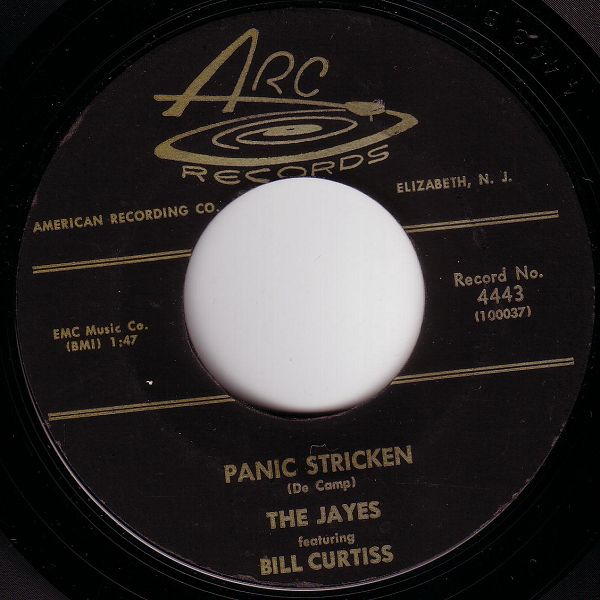 ARC
RECORDS
AMERICAN RECORDING CO.
ELIZABETH, N. J.
Record No.
4443
(100037)
EMC Music Co.
(BMI) 1:47
PANIC STRICKEN
(De Camp)
THE JAYES
featuring
BILL CURTISS